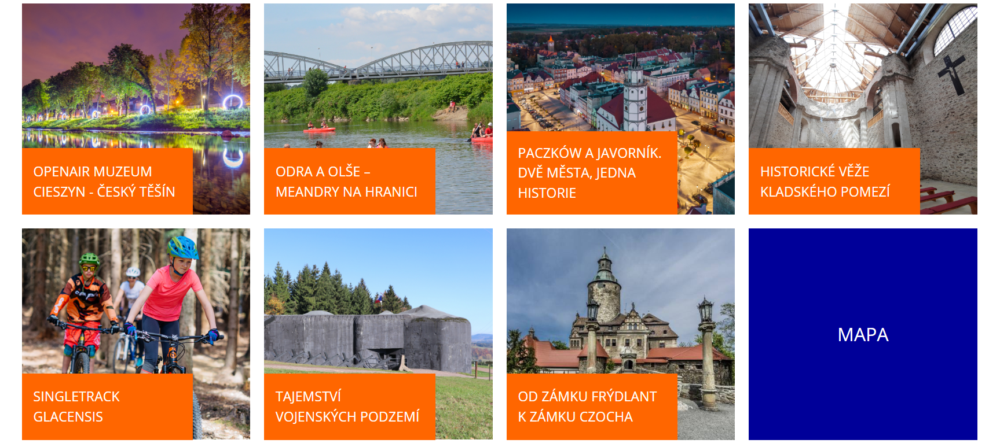 OPENAIR MUZEUM
CIESZYN - ČESKÝ TĚŠÍN
ODRA A OLŠE –
MEANDRY NA HRANICI
PACZKÓW A JAVORNÍK.
DVĚ MĚSTA, JEDNA
HISTORIE
HISTORICKÉ VĚŽE
KLADSKÉHO POMEZÍ
SINGLETRACK
GLACENSIS
TAJEMSTVÍ
VOJENSKÝCH PODZEMÍ
OD ZÁMKU FRÝDLANT
K ZÁMKU CZOCHA
MAPA